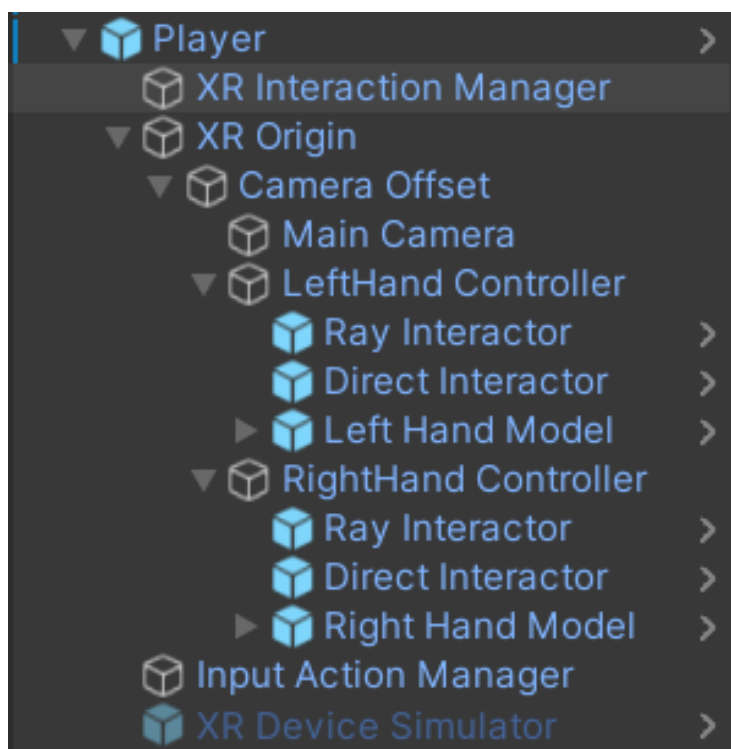 Player
XR Interaction Manager
XR Origin
Camera Offset
Main Camera
LeftHand Controller
Ray Interactor
Direct Interactor
Left Hand Model
RightHand Controller
Ray Interactor
Direct Interactor
Right Hand Model
Input Action Manager
XR Device Simulator